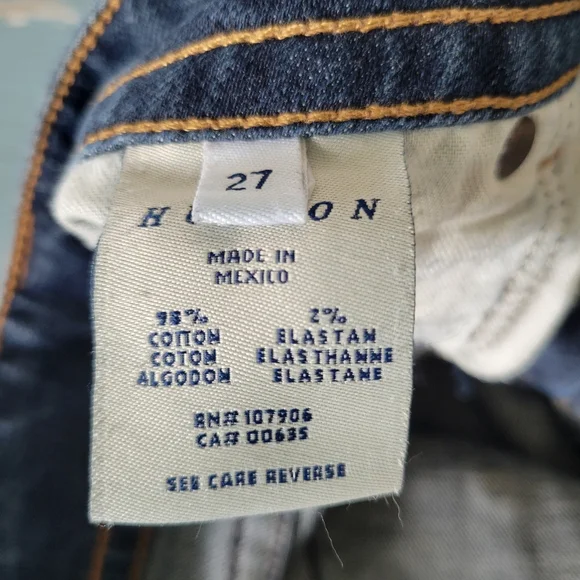 27
H ON
MADE IN
MEXICO
98% 2%
COTTON ELASTAN
COTON ELASTHANNE
ALGODON ELASTANE
RN# 107906
CA# 00635
SEE CARE REVERSE